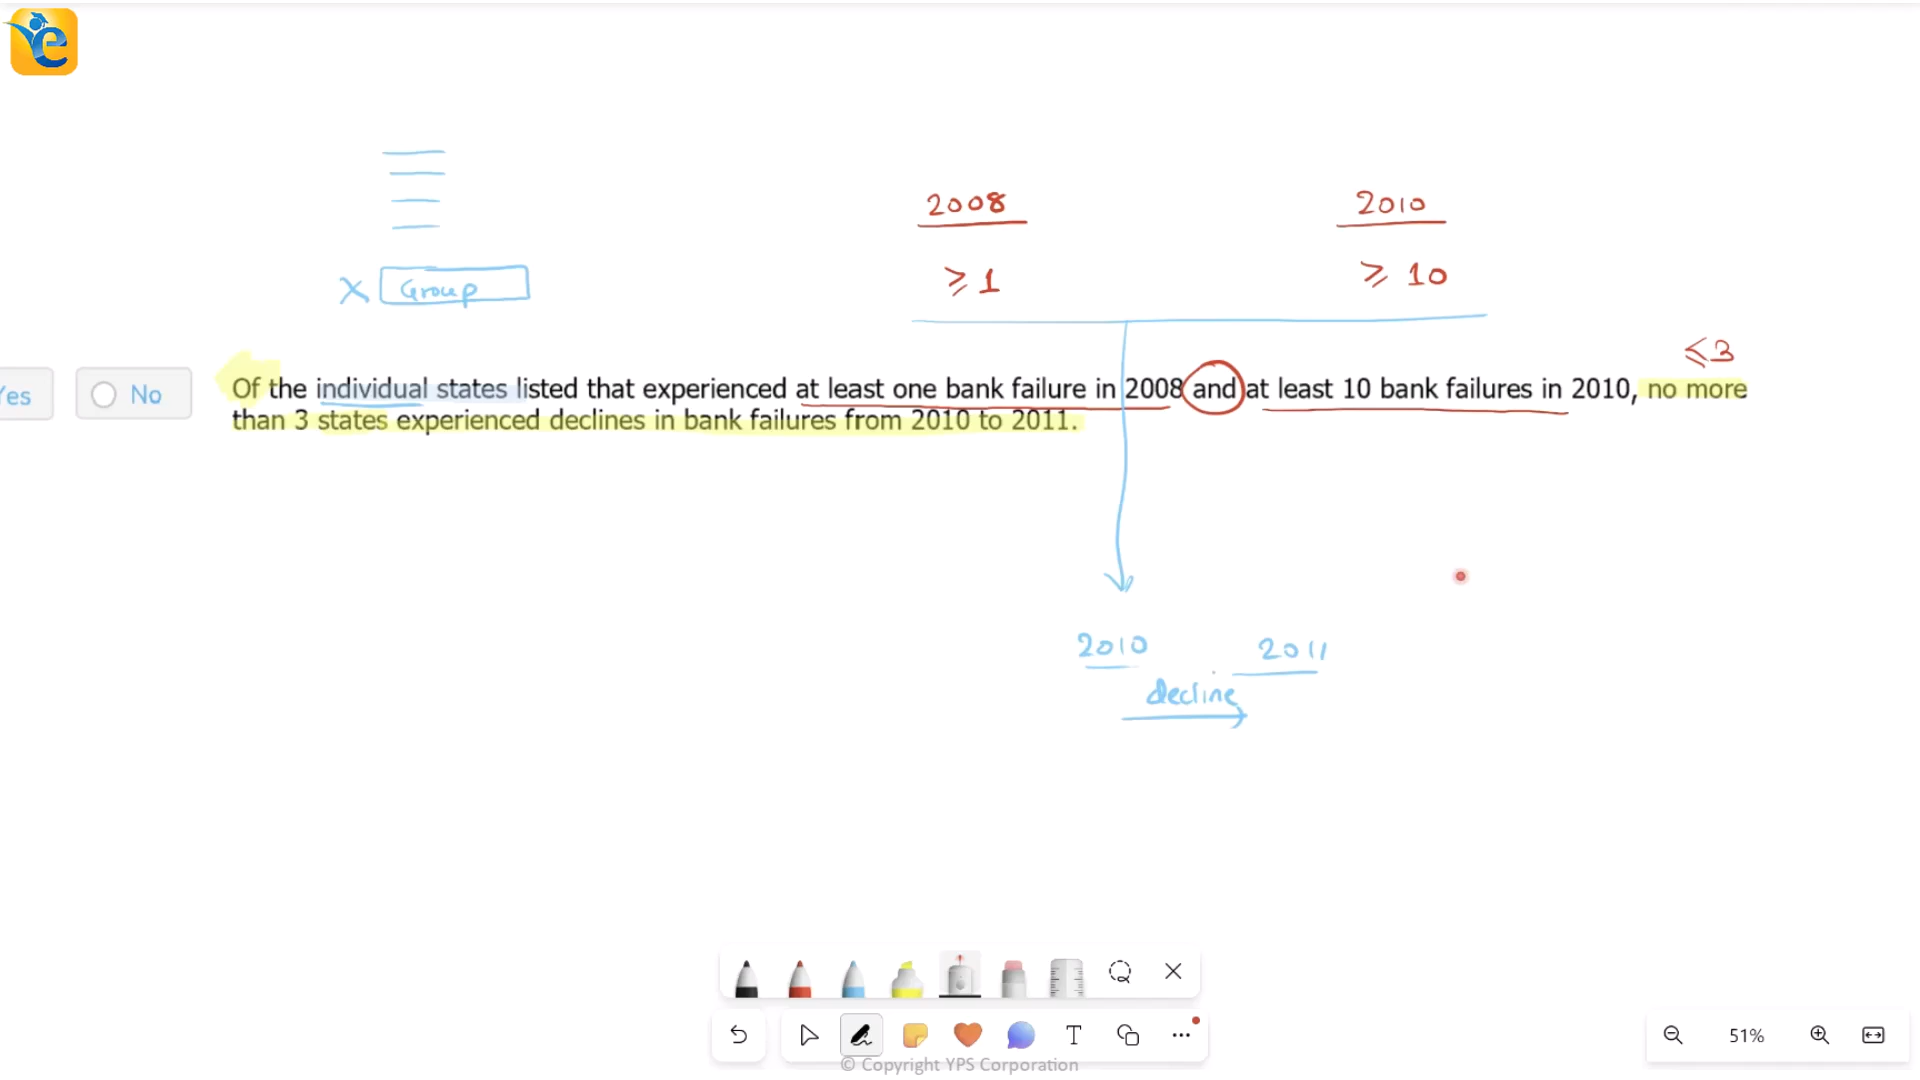 e
2008
2010
≥ 1
≥ 10
X Group
≤3
Yes
No
Of the individual states listed that experienced at least one bank failure in 2008 and at least 10 bank failures in 2010, no more
than 3 states experienced declines in bank failures from 2010 to 2011.
2010
2011
decline
T
51%
© Copyright YPS Corporation